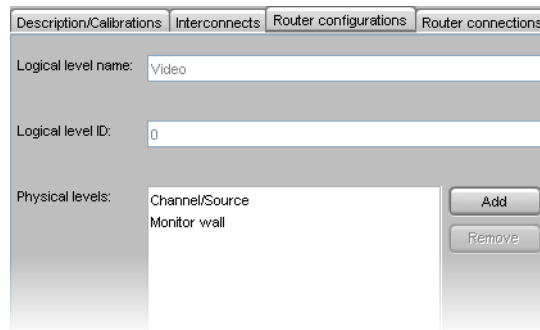 Description/Calibrations Interconnects Router configurations Router connections
Logical level name: Video
Logical level ID: 0
Physical levels: Channel/Source Add
Monitor wall
Remove